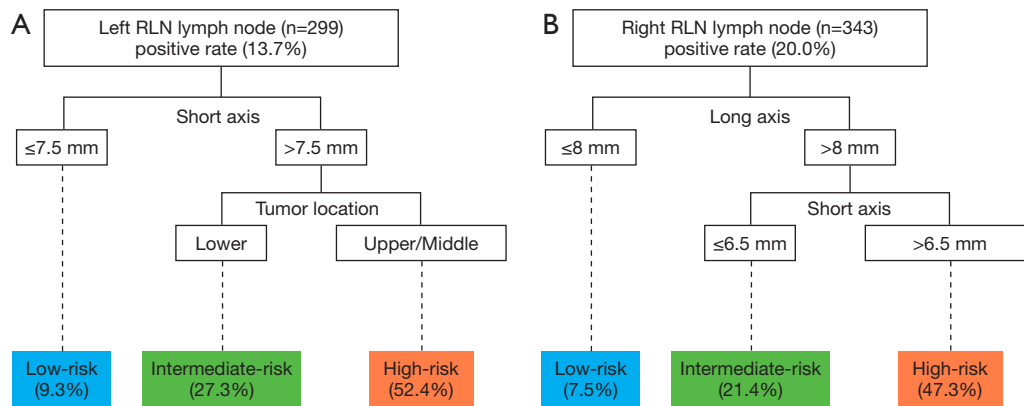 A
Left RLN lymph node (n=299)
positive rate (13.7%)
Short axis
≤7.5 mm
>7.5 mm
Tumor location
Lower
Upper/Middle
Low-risk
(9.3%)
Intermediate-risk
(27.3%)
High-risk
(52.4%)
B
Right RLN lymph node (n=343)
positive rate (20.0%)
Long axis
≤8 mm
>8 mm
Short axis
≤6.5 mm
>6.5 mm
Low-risk
(7.5%)
Intermediate-risk
(21.4%)
High-risk
(47.3%)